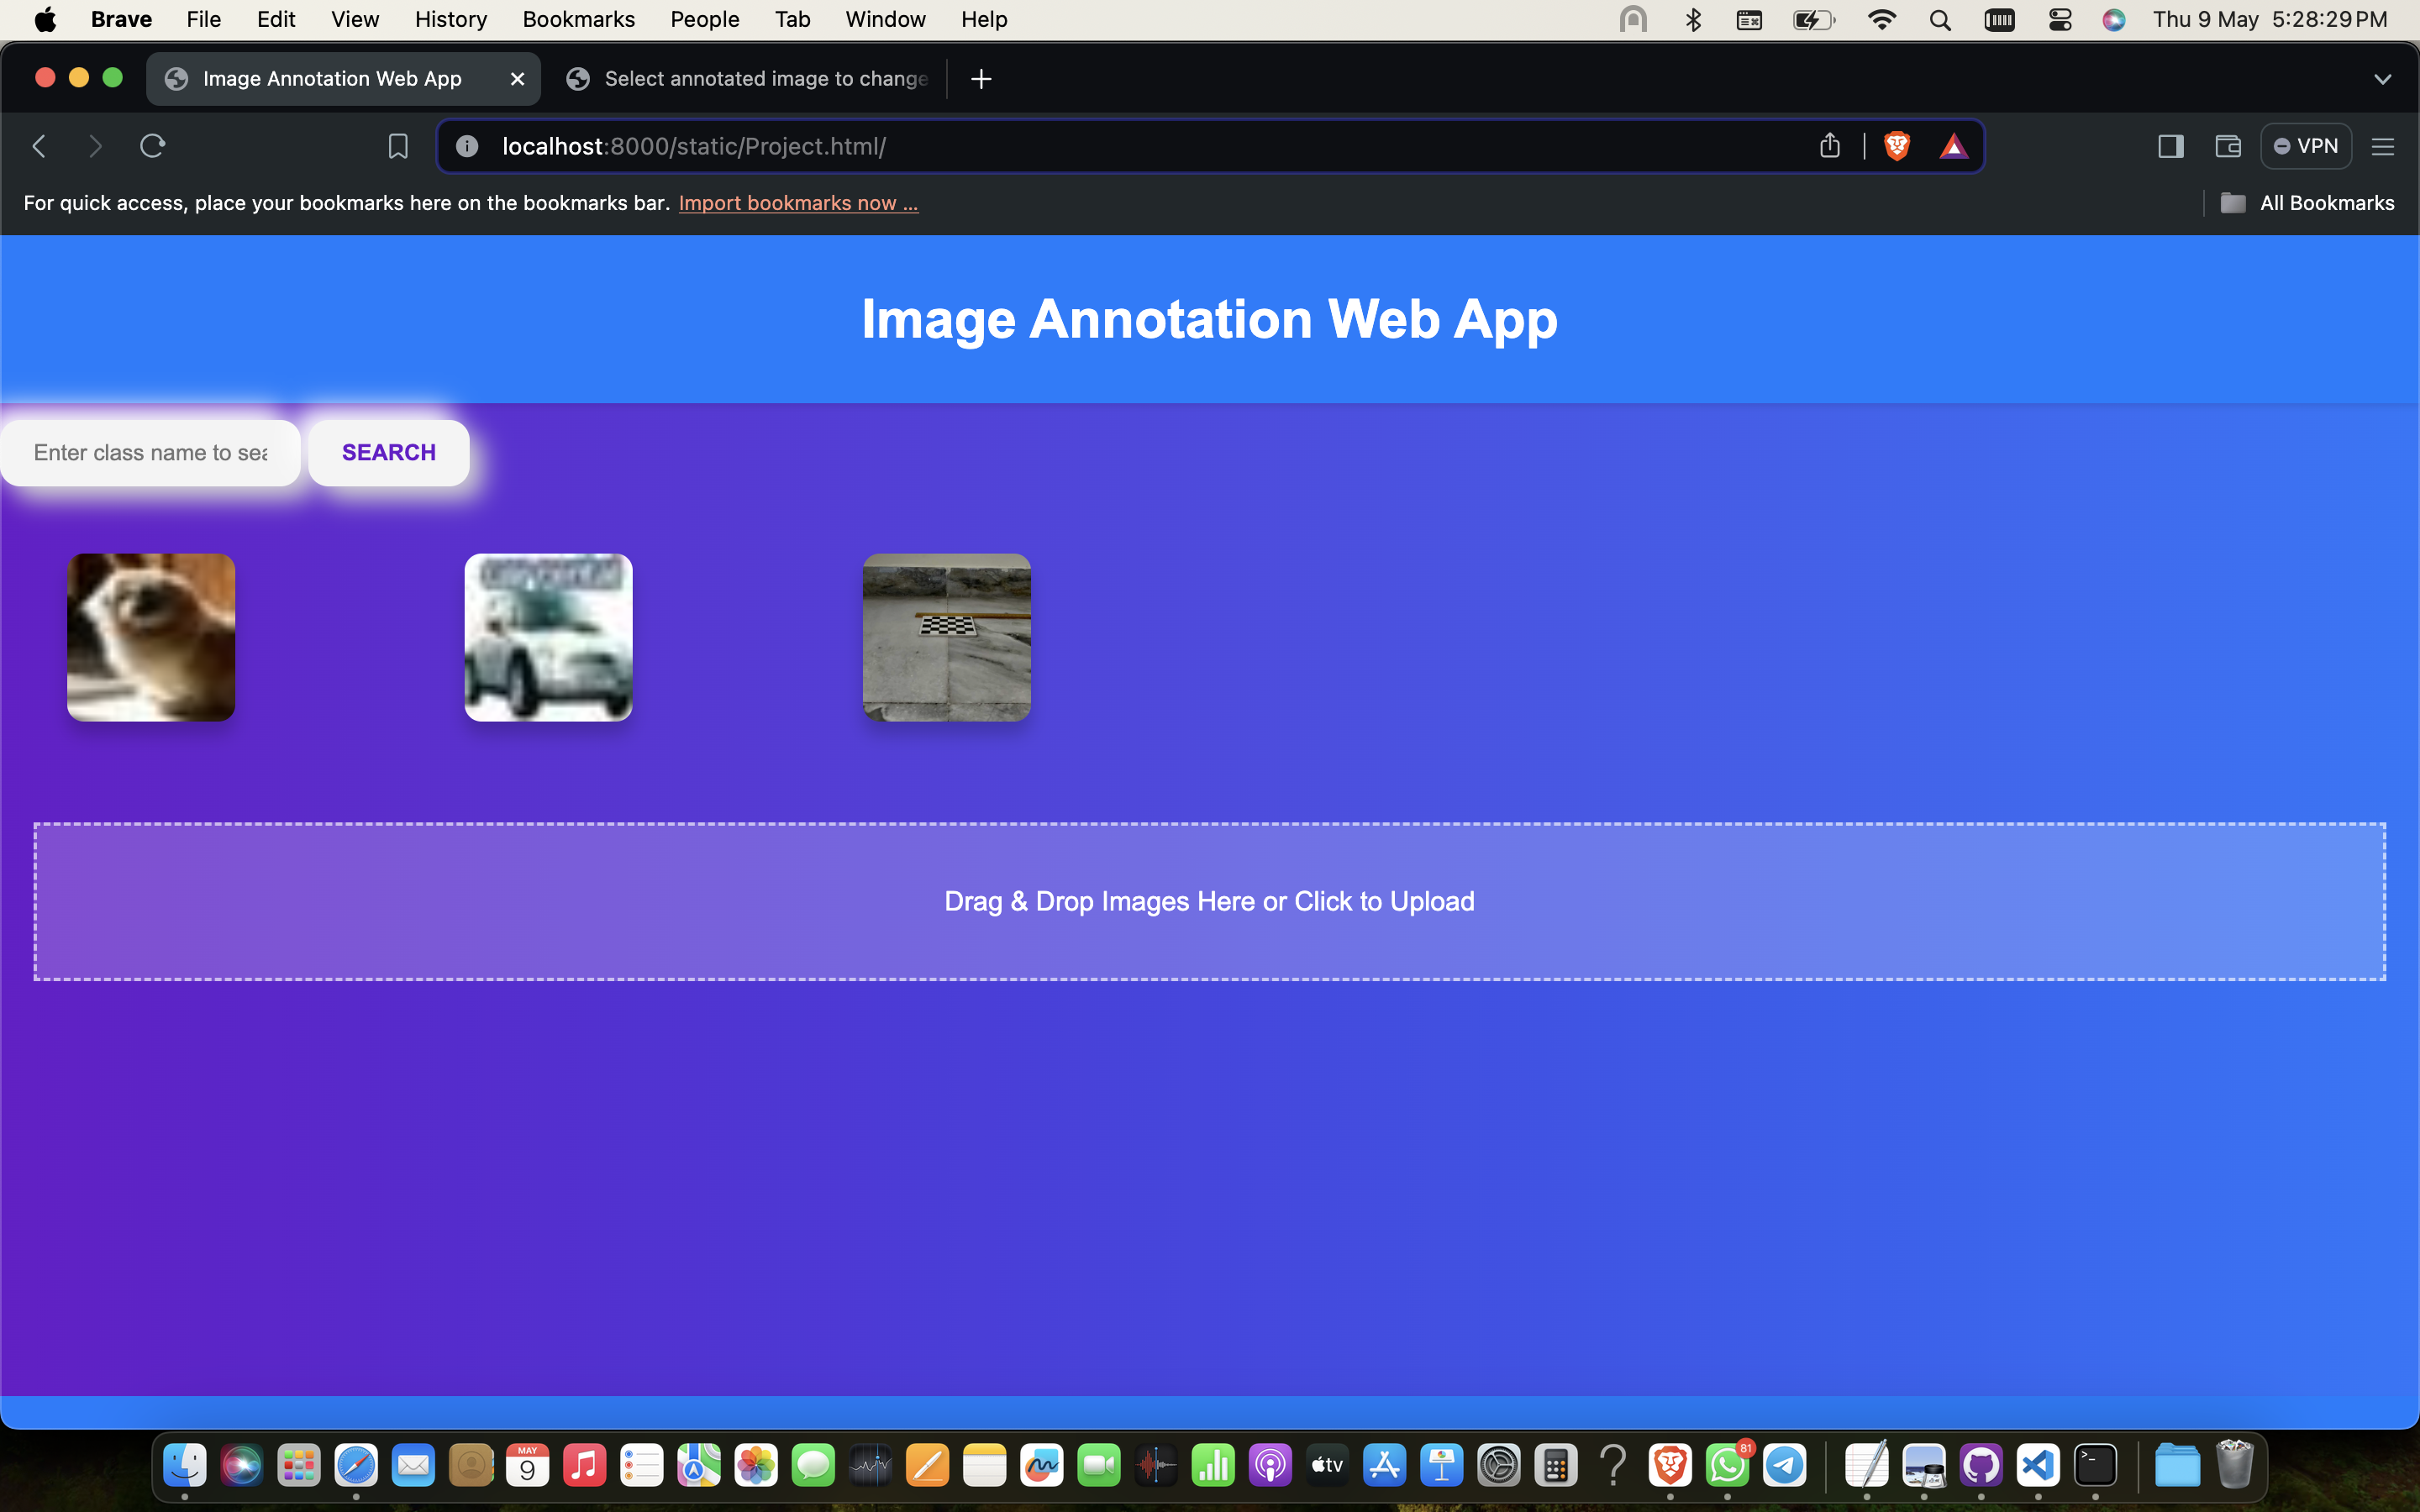 Brave File Edit View History Bookmarks People Tab Window Help Thu 9 May 5:28:29 PM
Image Annotation Web App Select annotated image to change
localhost:8000/static/Project.html/ VPN
For quick access, place your bookmarks here on the bookmarks bar. Import bookmarks now ... All Bookmarks
Image Annotation Web App
Enter class name to sea SEARCH
Drag & Drop Images Here or Click to Upload
MAY
9
tv
81